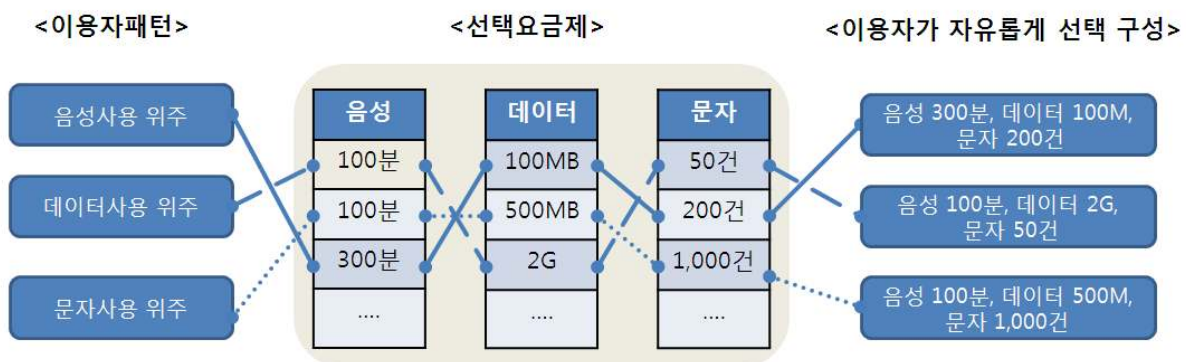 <이용자패턴>
<선택요금제>
<이용자가 자유롭게 선택 구성>
음성사용 위주
데이터사용 위주
문자사용 위주
음성
데이터
문자
100분
100MB
50건
100분
500MB
200건
300분
2G
1,000건
....
....
....
음성 300분, 데이터 100M,
문자 200건
음성 100분, 데이터 2G,
문자 50건
음성 100분, 데이터 500M,
문자 1,000건